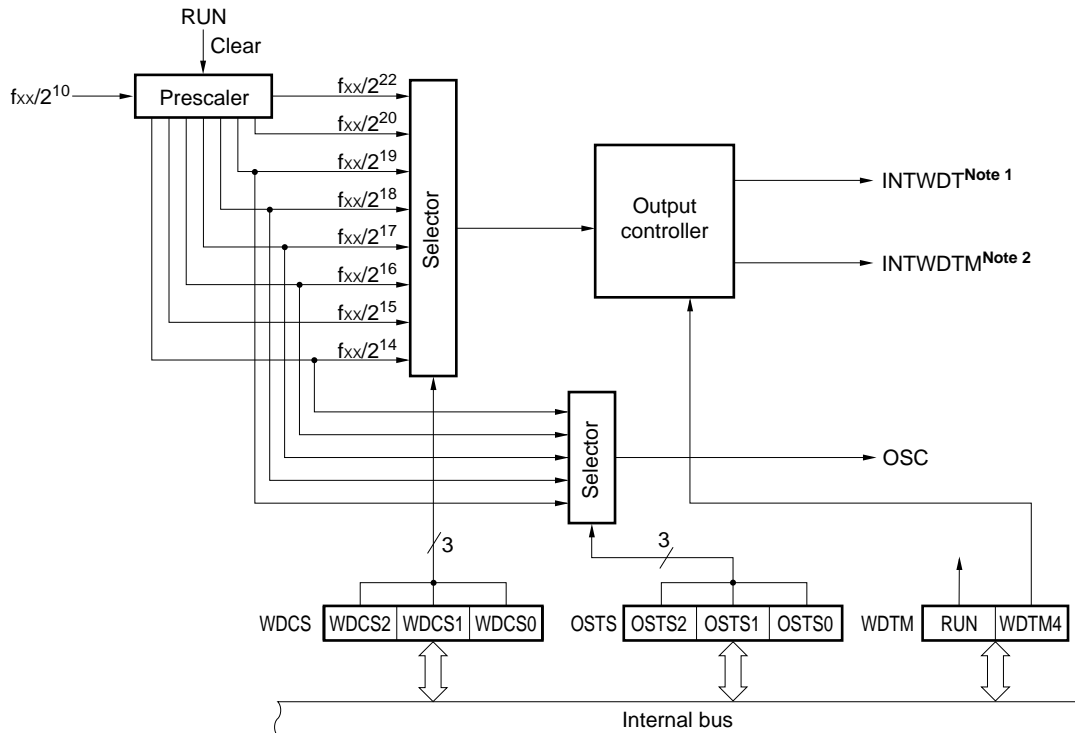 RUN
Clear
fxx/2^10
Prescaler
fxx/2^22
fxx/2^20
fxx/2^19
fxx/2^18
fxx/2^17
fxx/2^16
fxx/2^15
fxx/2^14
Selector
Output
controller
INTWDT^Note 1
INTWDTM^Note 2
Selector
OSC
3
3
WDCS WDCS2 WDCS1 WDCS0
OSTS OSTS2 OSTS1 OSTS0
WDTM RUN WDTM4
Internal bus